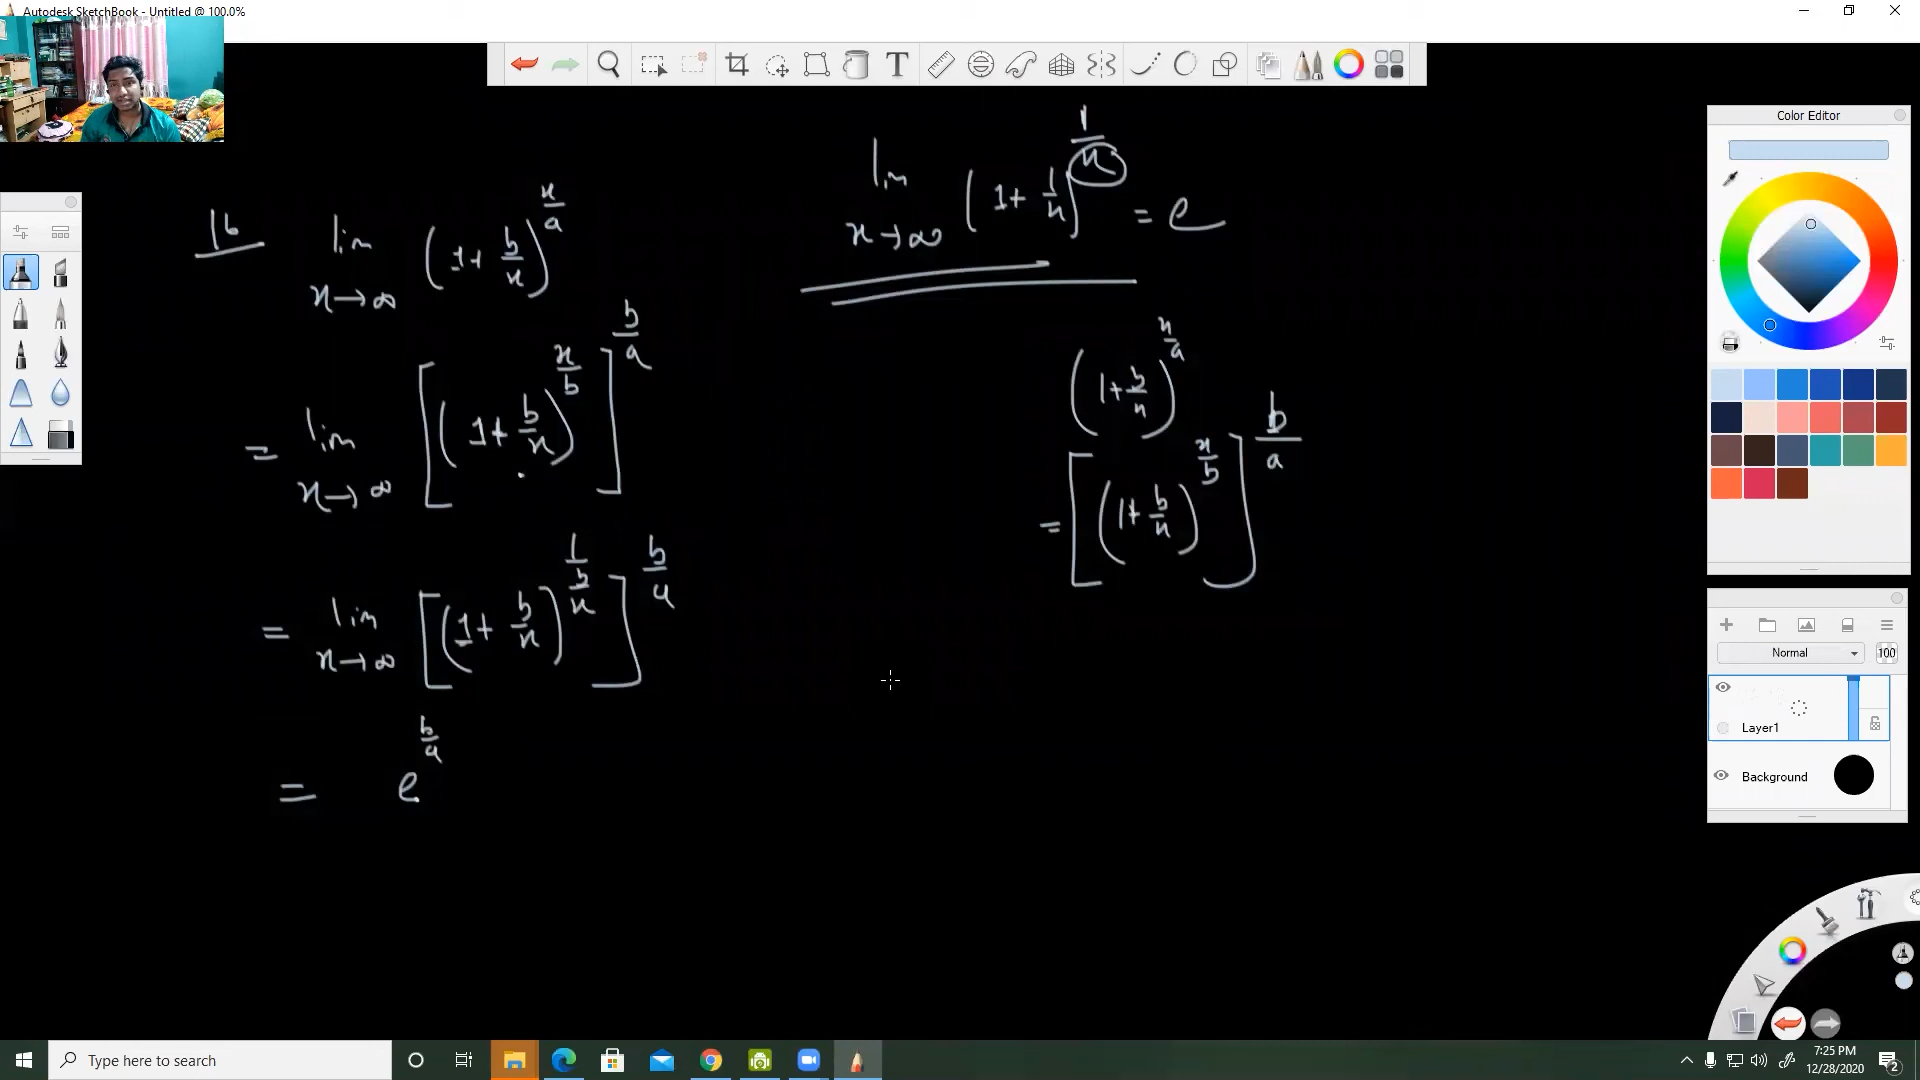 Autodesk SketchBook - Untitled @ 100.0%
16 lim x→∞ (1 + b/x)^(x/a)
= lim x→∞ [(1 + b/x)^(x/b)]^(b/a)
= lim x→∞ [(1 + b/x)^(1/(b/x))]^(b/a)
= e^(b/a)
lim x→∞ (1 + 1/x)^(1/x) = e
(1 + b/x)^(x/a)
= [(1 + b/x)^(x/b)]^(b/a)
Color Editor
Normal
100
Layer1
Background
Type here to search
7:25 PM
12/28/2020
2